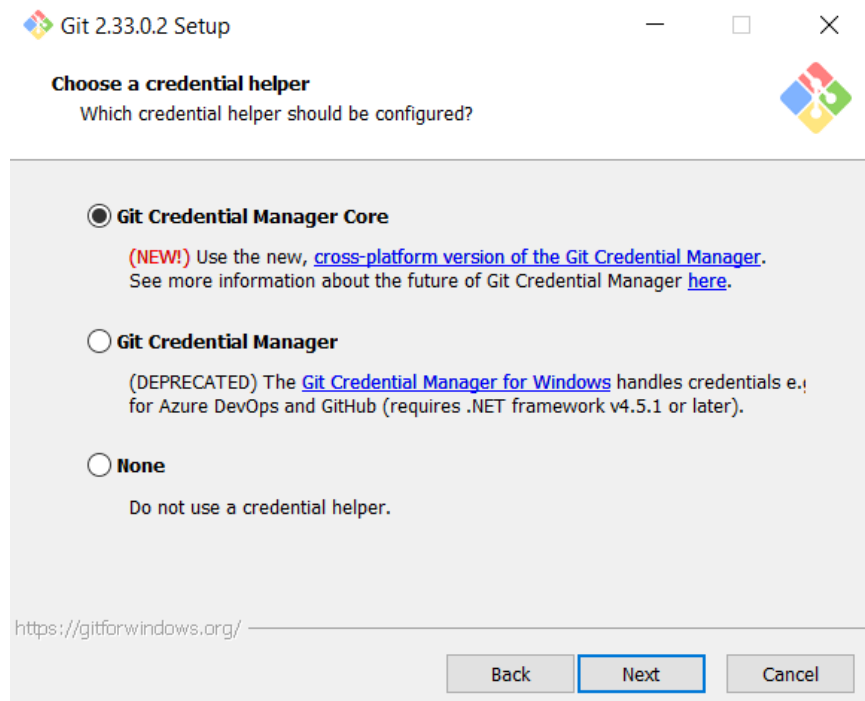 Git 2.33.0.2 Setup
Choose a credential helper
Which credential helper should be configured?
Git Credential Manager Core
(NEW!) Use the new, cross-platform version of the Git Credential Manager.
See more information about the future of Git Credential Manager here.
Git Credential Manager
(DEPRECATED) The Git Credential Manager for Windows handles credentials e.
for Azure DevOps and GitHub (requires .NET framework v4.5.1 or later).
None
Do not use a credential helper.
https://gitforwindows.org/
Back
Next
Cancel